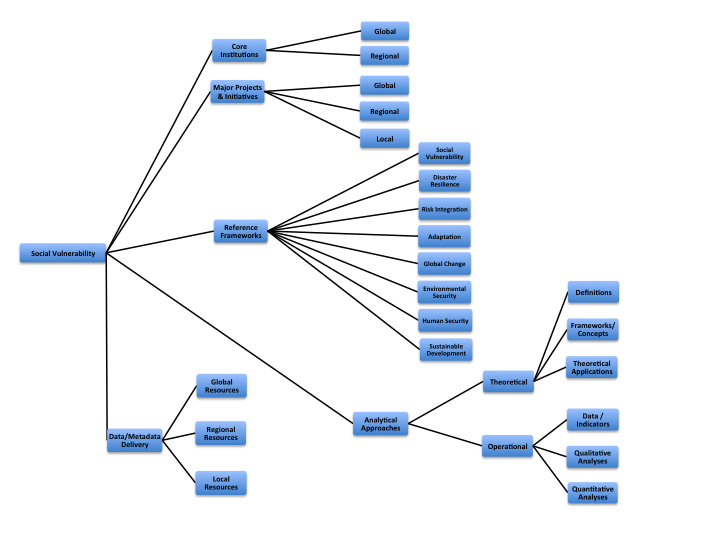 Social Vulnerability
Core
Institutions
Global
Regional
Major Projects
& Initiatives
Global
Regional
Local
Reference
Frameworks
Social
Vulnerability
Disaster
Resilience
Risk Integration
Adaptation
Global Change
Environmental
Security
Human Security
Sustainable
Development
Analytical
Approaches
Theoretical
Definitions
Frameworks/
Concepts
Theoretical
Applications
Operational
Data /
Indicators
Qualitative
Analyses
Quantitative
Analyses
Data/Metadata
Delivery
Global
Resources
Regional
Resources
Local
Resources